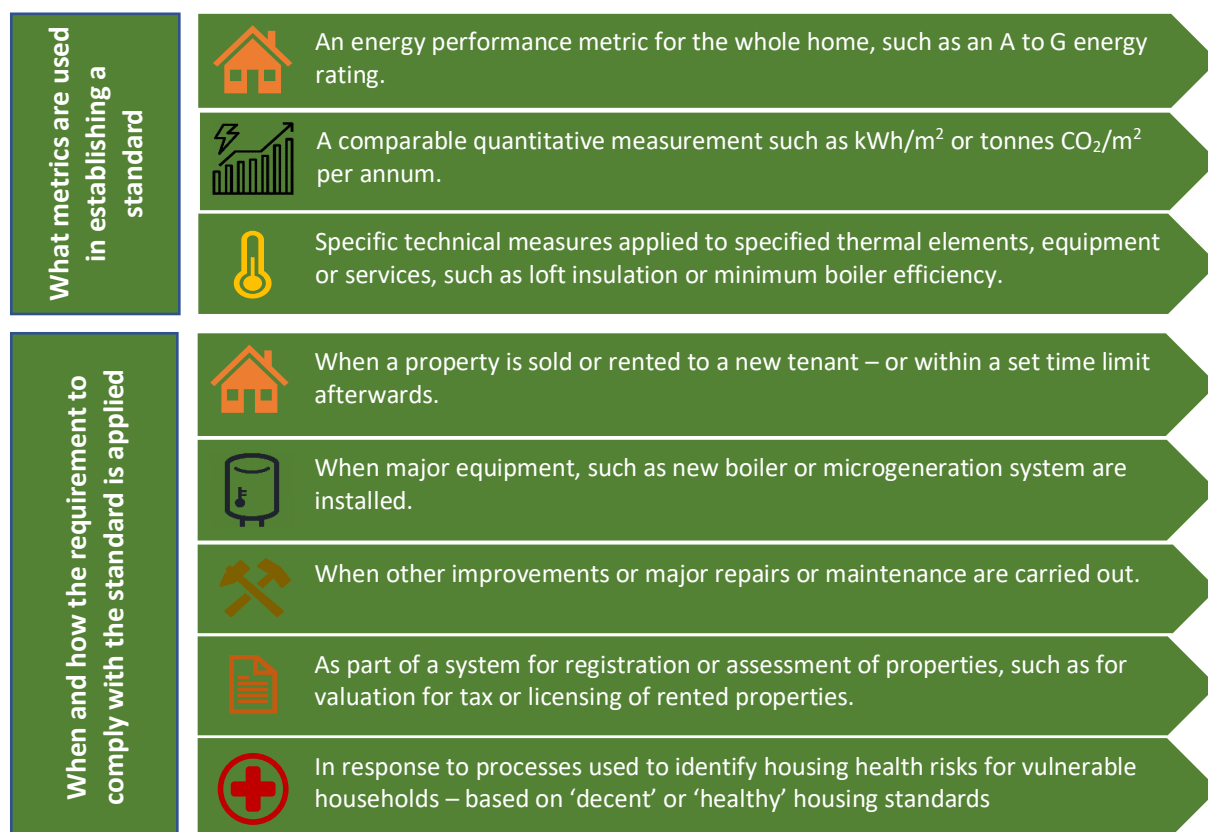 What metrics are used
in establishing a
standard
An energy performance metric for the whole home, such as an A to G energy
rating.
A comparable quantitative measurement such as kWh/m² or tonnes CO₂/m²
per annum.
Specific technical measures applied to specified thermal elements, equipment
or services, such as loft insulation or minimum boiler efficiency.
When and how the requirement to
comply with the standard is applied
When a property is sold or rented to a new tenant – or within a set time limit
afterwards.
When major equipment, such as new boiler or microgeneration system are
installed.
When other improvements or major repairs or maintenance are carried out.
As part of a system for registration or assessment of properties, such as for
valuation for tax or licensing of rented properties.
In response to processes used to identify housing health risks for vulnerable
households – based on ‘decent’ or ‘healthy’ housing standards